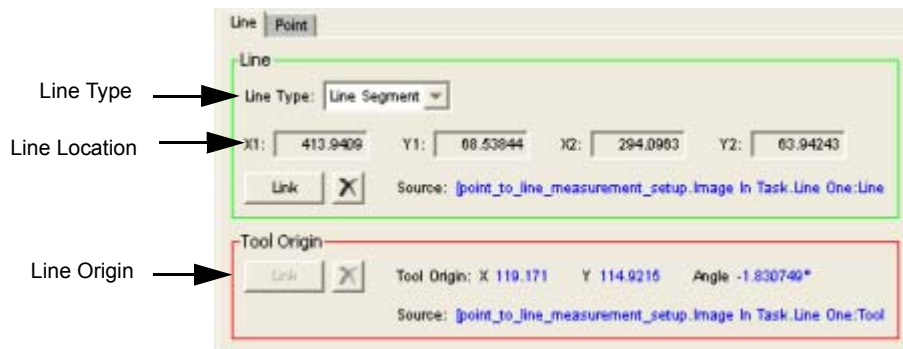 Line Point
Line
Line Type
Line Type: Line Segment
Line Location
X1: 413.9409 Y1: 68.53844 X2: 294.0963 Y2: 63.94243
Link X Source: [point_to_line_measurement_setup.Image In Task.Line One:Line
Tool Origin
Line Origin
Link X Tool Origin: X 119.171 Y 114.9216 Angle -1.830749°
Source: [point_to_line_measurement_setup.Image In Task.Line One:Tool